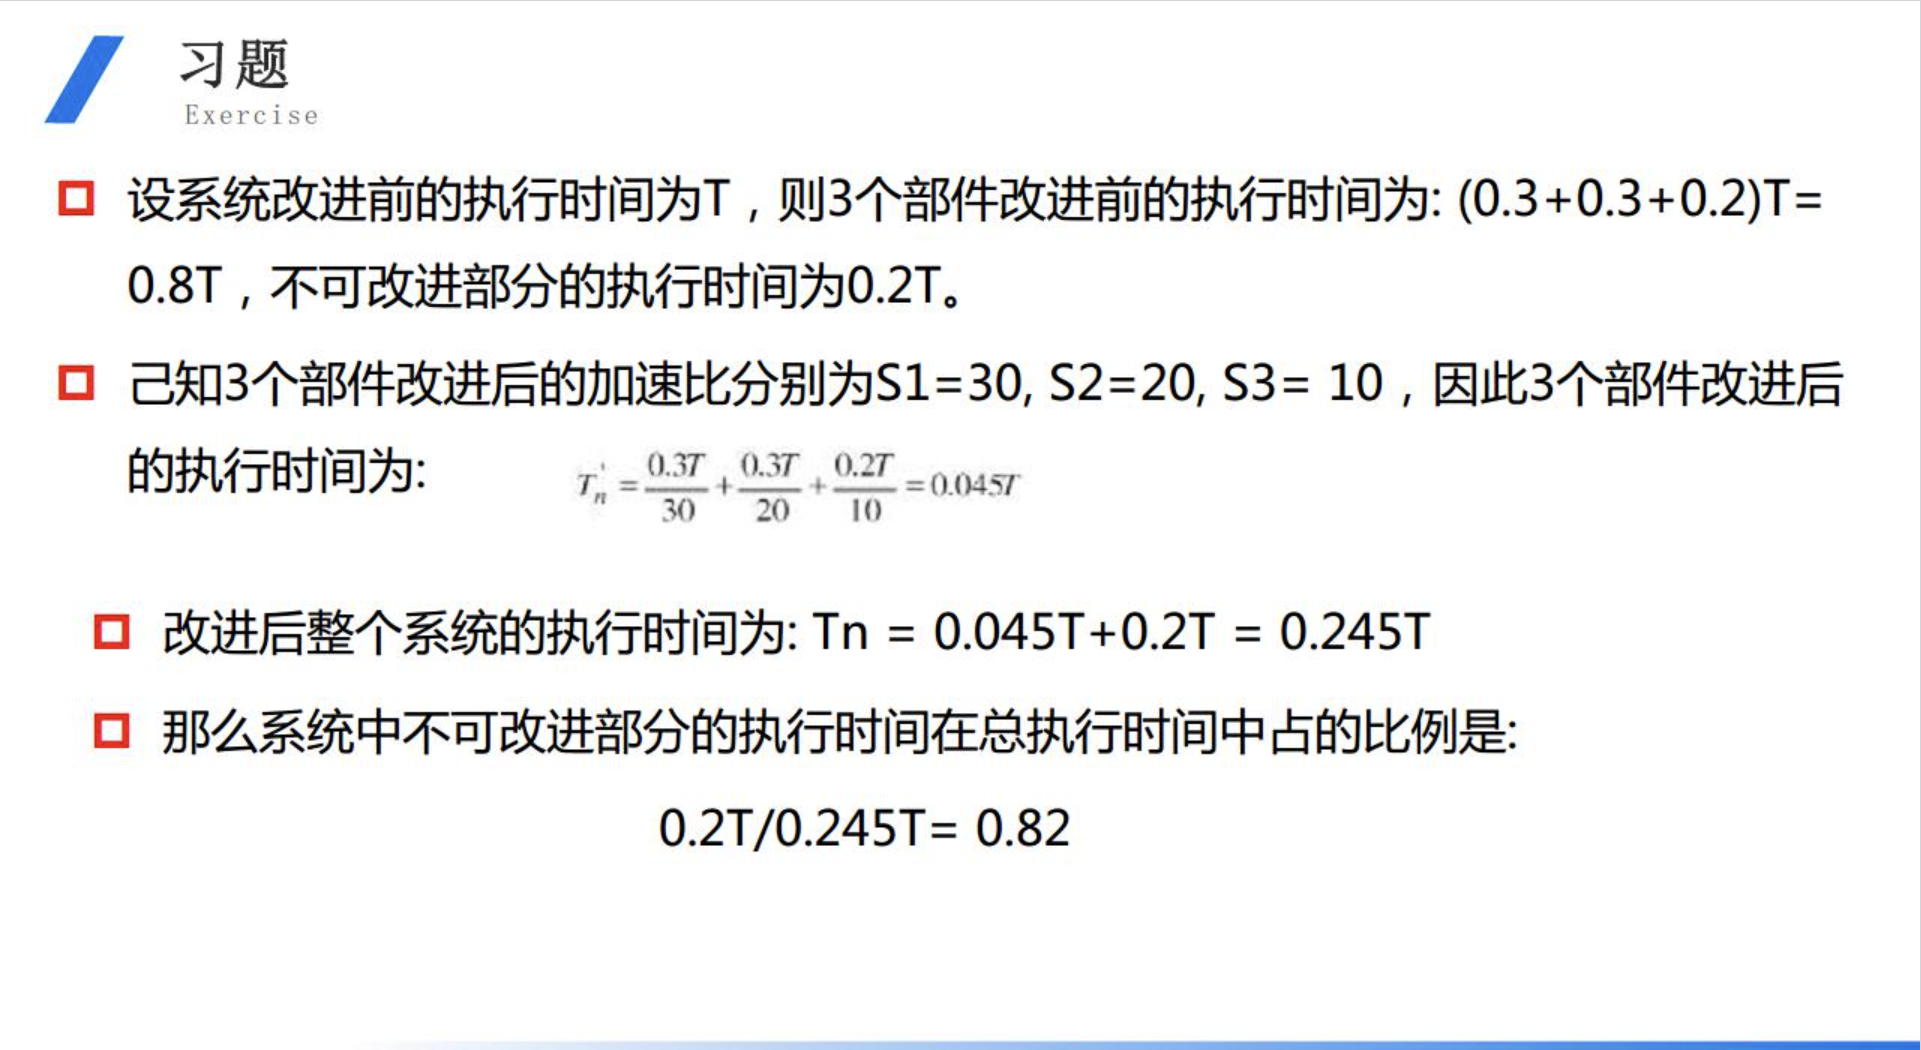 习题
Exercise
设系统改进前的执行时间为T，则3个部件改进前的执行时间为: (0.3+0.3+0.2)T=
0.8T，不可改进部分的执行时间为0.2T。
己知3个部件改进后的加速比分别为S1=30, S2=20, S3= 10，因此3个部件改进后
的执行时间为: T'n = 0.3T/30 + 0.3T/20 + 0.2T/10 = 0.045T
改进后整个系统的执行时间为: Tn = 0.045T+0.2T = 0.245T
那么系统中不可改进部分的执行时间在总执行时间中占的比例是:
0.2T/0.245T= 0.82